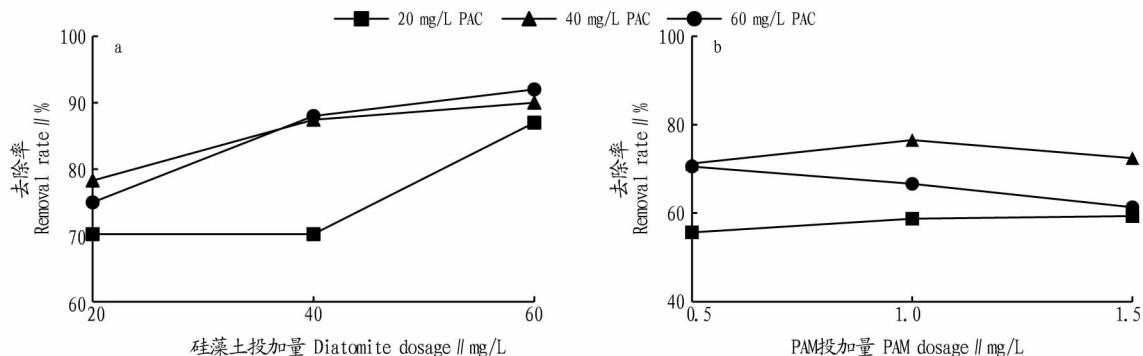 20 mg/L PAC 40 mg/L PAC 60 mg/L PAC
a
100
90
80
70
60
去除率
Removal rate∥%
20 40 60
硅藻土投加量 Diatomite dosage∥mg/L
b
100
80
60
40
去除率
Removal rate∥%
0.5 1.0 1.5
PAM投加量 PAM dosage∥mg/L